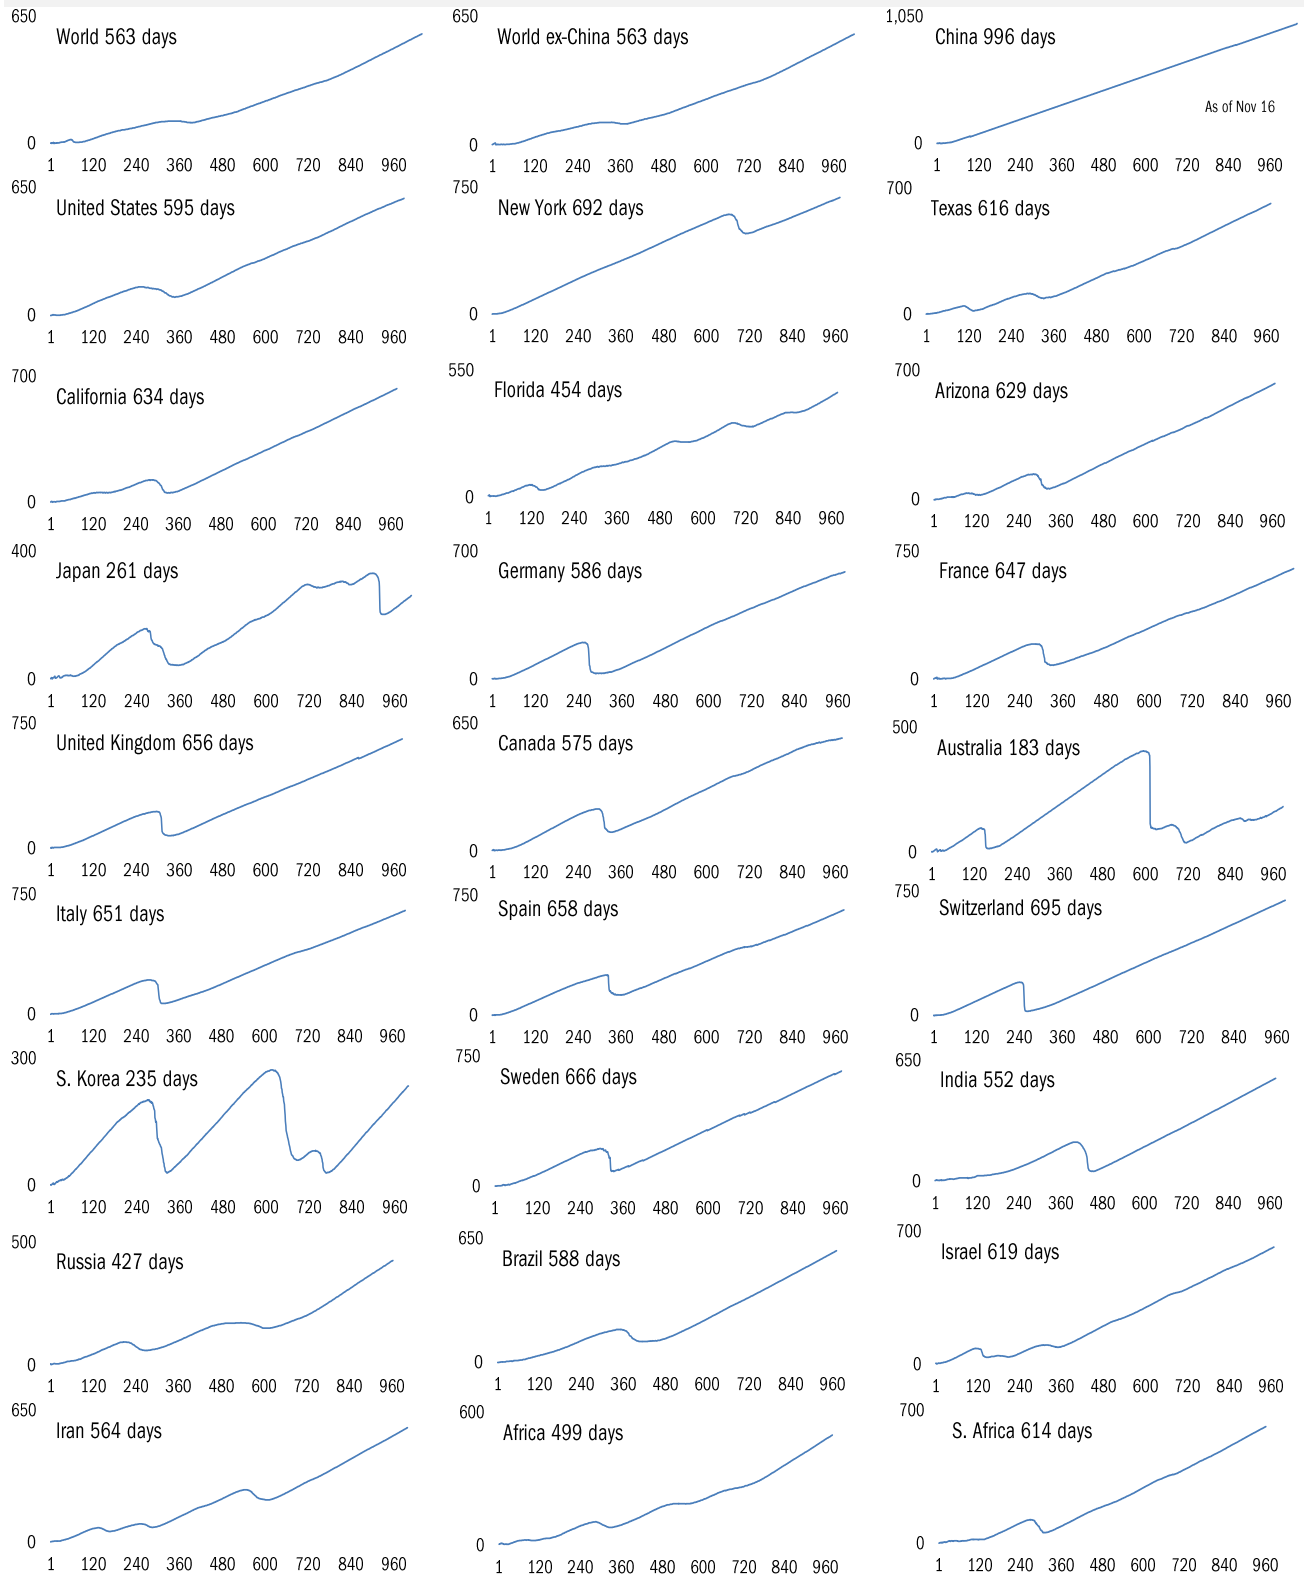 650
World 563 days
0
1 120 240 360 480 600 720 840 960
650
World ex-China 563 days
0
1 120 240 360 480 600 720 840 960
1,050
China 996 days
As of Nov 16
0
1 120 240 360 480 600 720 840 960
650
United States 595 days
0
1 120 240 360 480 600 720 840 960
750
New York 692 days
0
1 120 240 360 480 600 720 840 960
700
Texas 616 days
0
1 120 240 360 480 600 720 840 960
700
California 634 days
0
1 120 240 360 480 600 720 840 960
550
Florida 454 days
0
1 120 240 360 480 600 720 840 960
700
Arizona 629 days
0
1 120 240 360 480 600 720 840 960
400
Japan 261 days
0
1 120 240 360 480 600 720 840 960
700
Germany 586 days
0
1 120 240 360 480 600 720 840 960
750
France 647 days
0
1 120 240 360 480 600 720 840 960
750
United Kingdom 656 days
0
1 120 240 360 480 600 720 840 960
650
Canada 575 days
0
1 120 240 360 480 600 720 840 960
500
Australia 183 days
0
1 120 240 360 480 600 720 840 960
750
Italy 651 days
0
1 120 240 360 480 600 720 840 960
750
Spain 658 days
0
1 120 240 360 480 600 720 840 960
750
Switzerland 695 days
0
1 120 240 360 480 600 720 840 960
300
S. Korea 235 days
0
1 120 240 360 480 600 720 840 960
750
Sweden 666 days
0
1 120 240 360 480 600 720 840 960
650
India 552 days
0
1 120 240 360 480 600 720 840 960
500
Russia 427 days
0
1 120 240 360 480 600 720 840 960
650
Brazil 588 days
0
1 120 240 360 480 600 720 840 960
700
Israel 619 days
0
1 120 240 360 480 600 720 840 960
650
Iran 564 days
0
1 120 240 360 480 600 720 840 960
600
Africa 499 days
0
1 120 240 360 480 600 720 840 960
700
S. Africa 614 days
0
1 120 240 360 480 600 720 840 960